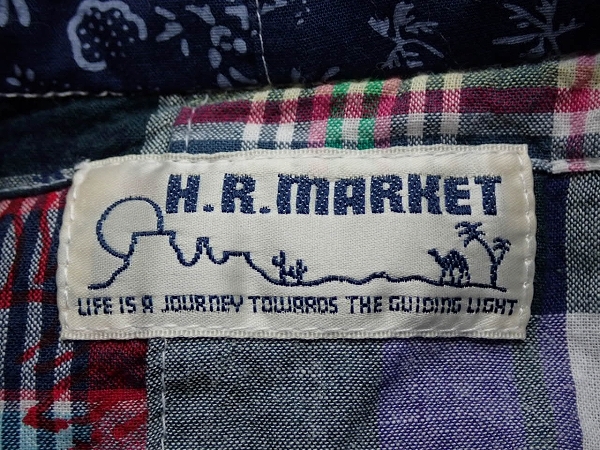 H.R.MARKET
LIFE IS A JOURNEY TOWARDS THE GUIDING LIGHT